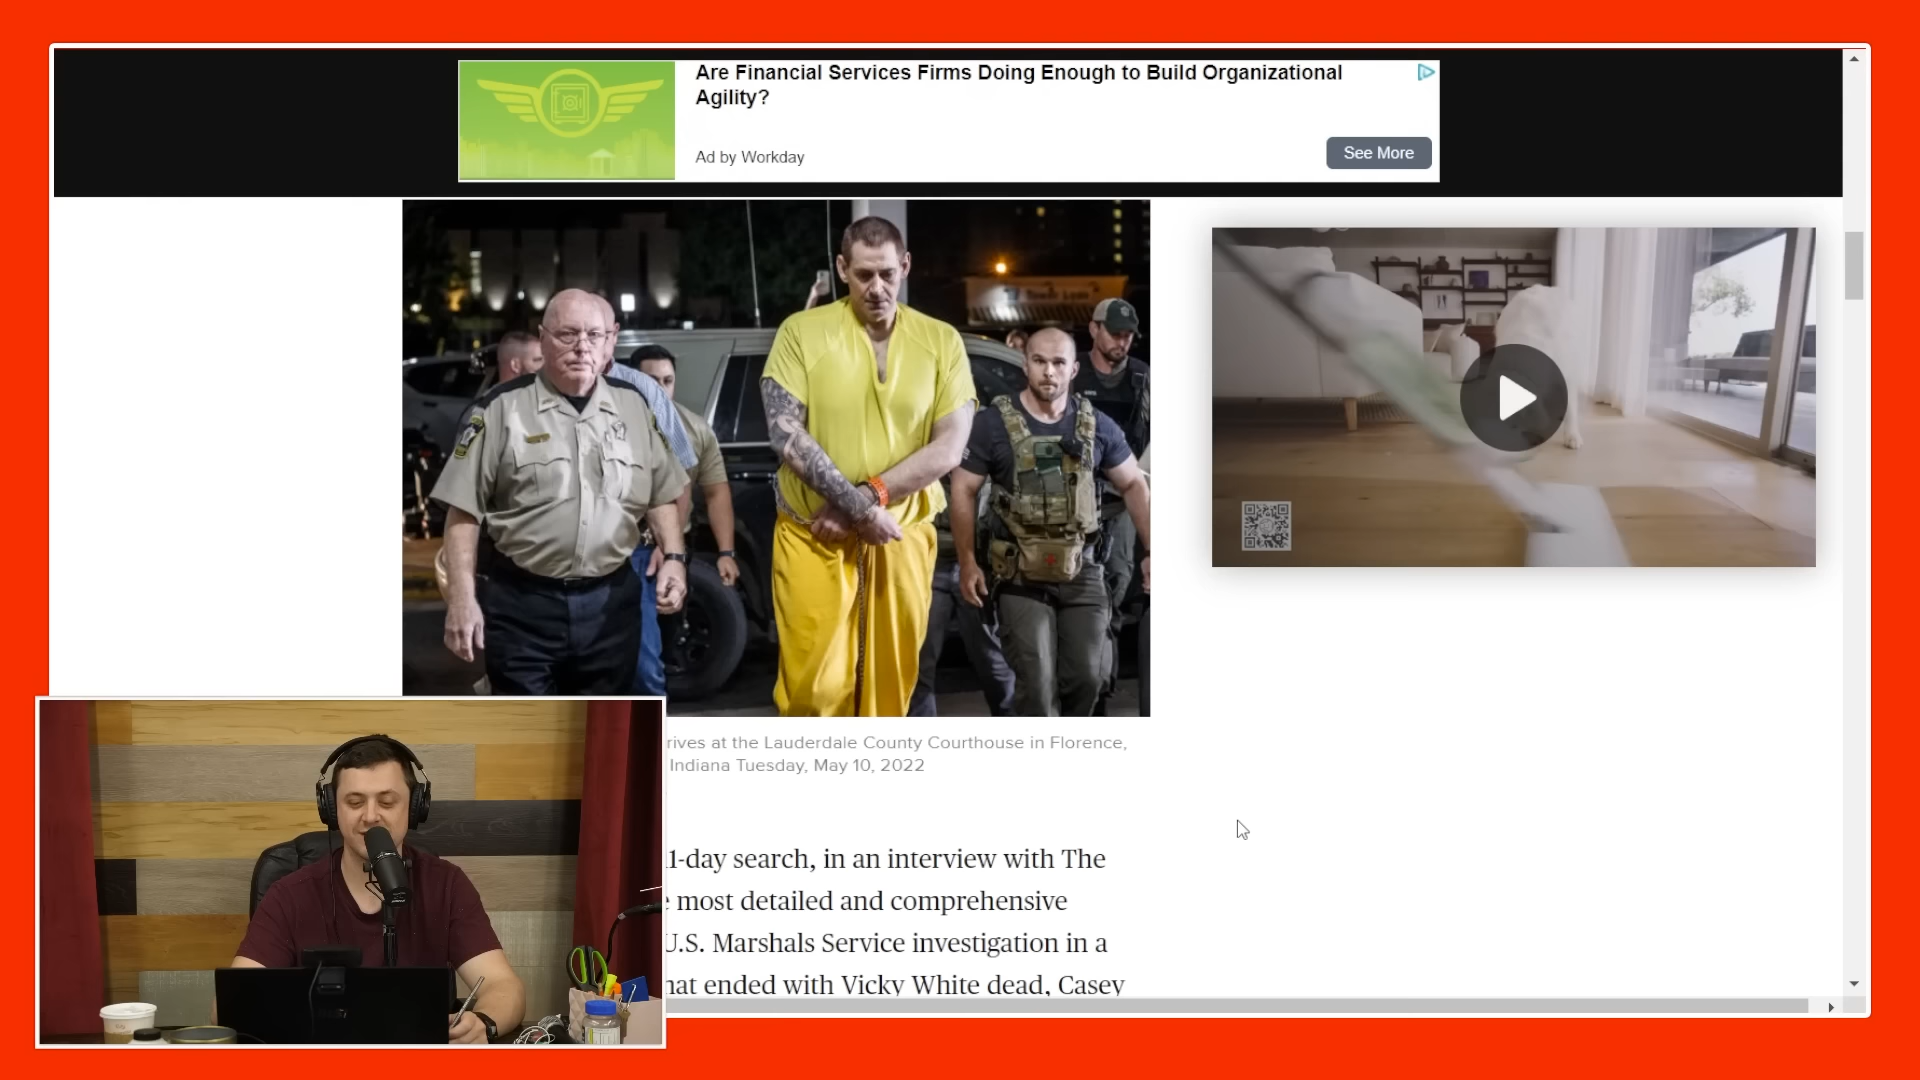 Are Financial Services Firms Doing Enough to Build Organizational
Agility?
Ad by Workday
See More
rives at the Lauderdale County Courthouse in Florence,
Indiana Tuesday, May 10, 2022
1-day search, in an interview with The
most detailed and comprehensive
U.S. Marshals Service investigation in a
hat ended with Vicky White dead, Casey